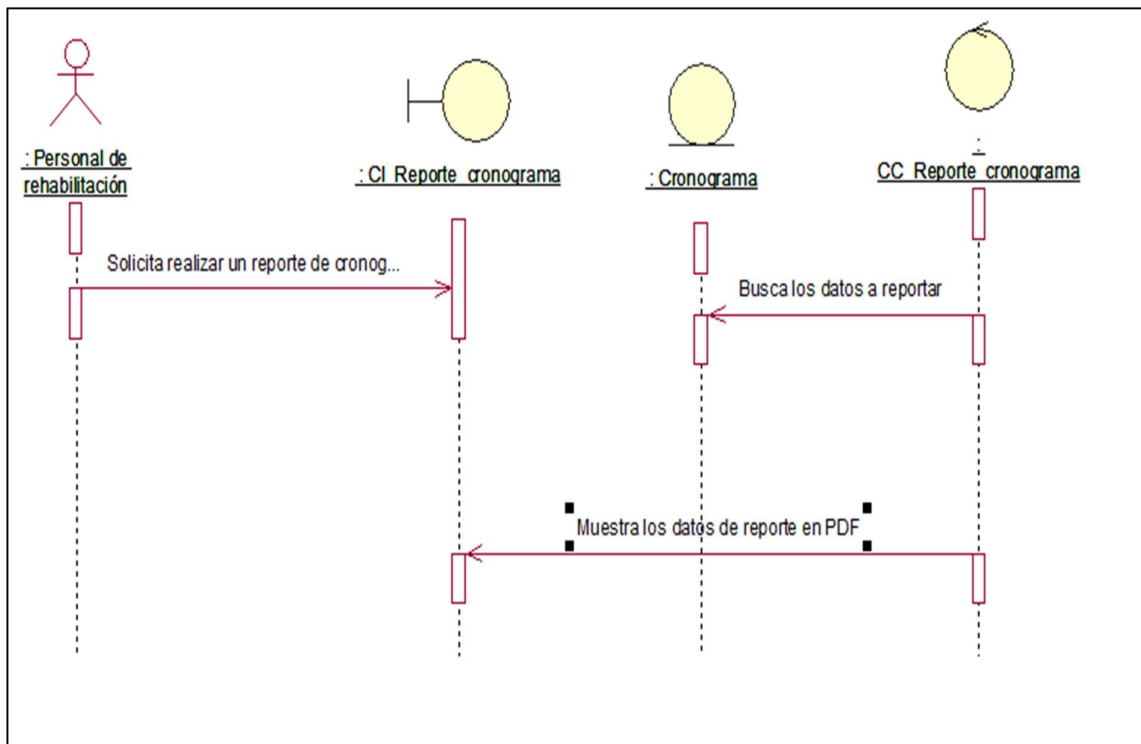 : Personal de
rehabilitación
: CI_Reporte_cronograma
: Cronograma
:
CC_Reporte_cronograma
Solicita realizar un reporte de cronog...
Busca los datos a reportar
Muestra los datos de reporte en PDF